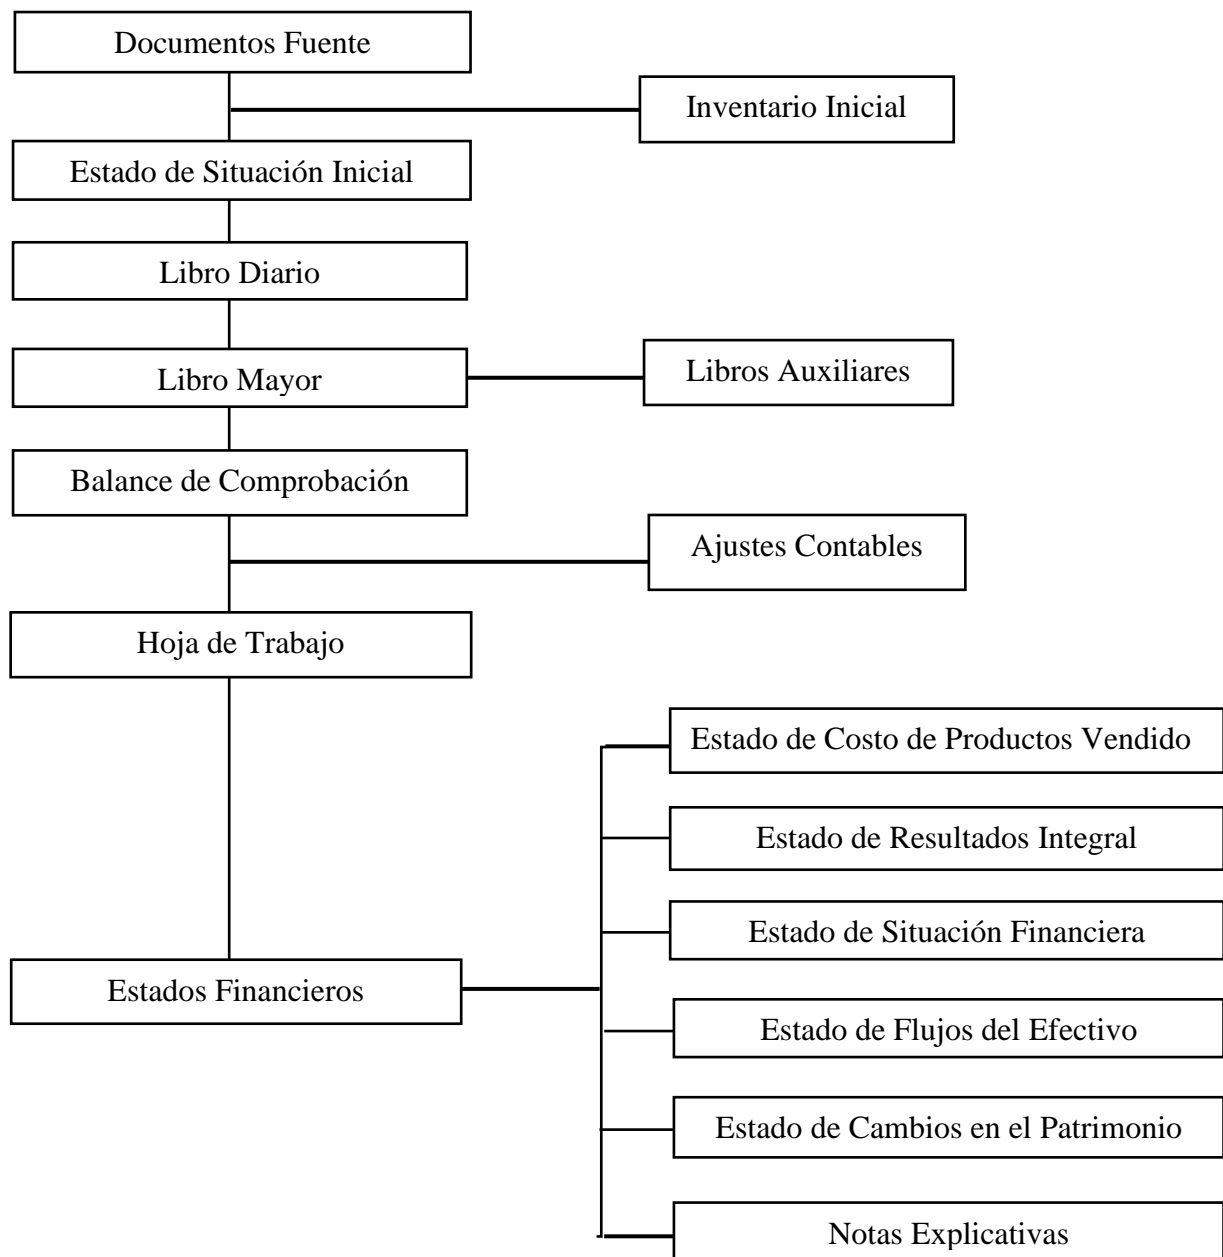 Documentos Fuente
Inventario Inicial
Estado de Situación Inicial
Libro Diario
Libro Mayor
Libros Auxiliares
Balance de Comprobación
Ajustes Contables
Hoja de Trabajo
Estado de Costo de Productos Vendido
Estado de Resultados Integral
Estado de Situación Financiera
Estados Financieros
Estado de Flujos del Efectivo
Estado de Cambios en el Patrimonio
Notas Explicativas